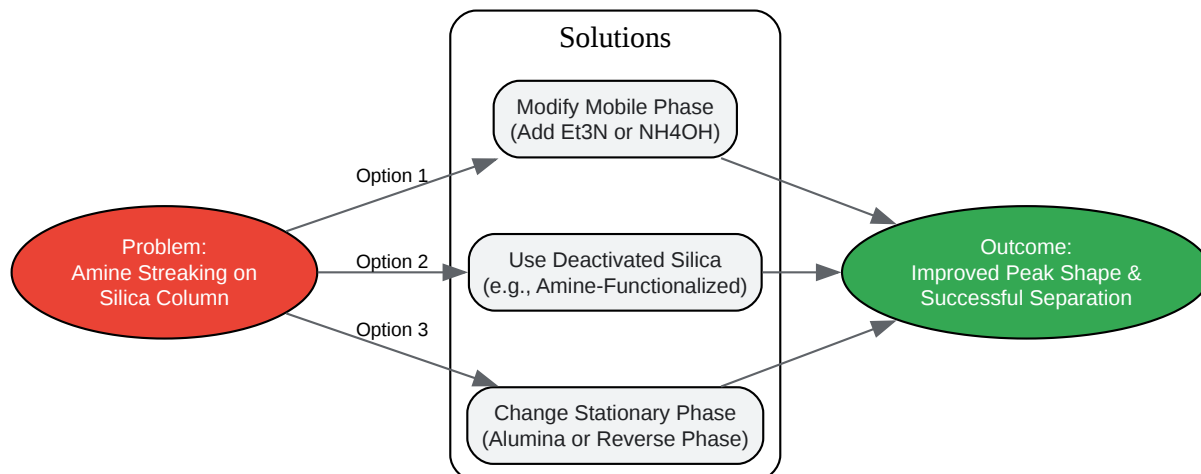 Solutions
Modify Mobile Phase
(Add Et3N or NH4OH)
Option 1
Problem:
Amine Streaking on
Silica Column
Option 2
Use Deactivated Silica
(e.g., Amine-Functionalized)
Outcome:
Improved Peak Shape &
Successful Separation
Option 3
Change Stationary Phase
(Alumina or Reverse Phase)